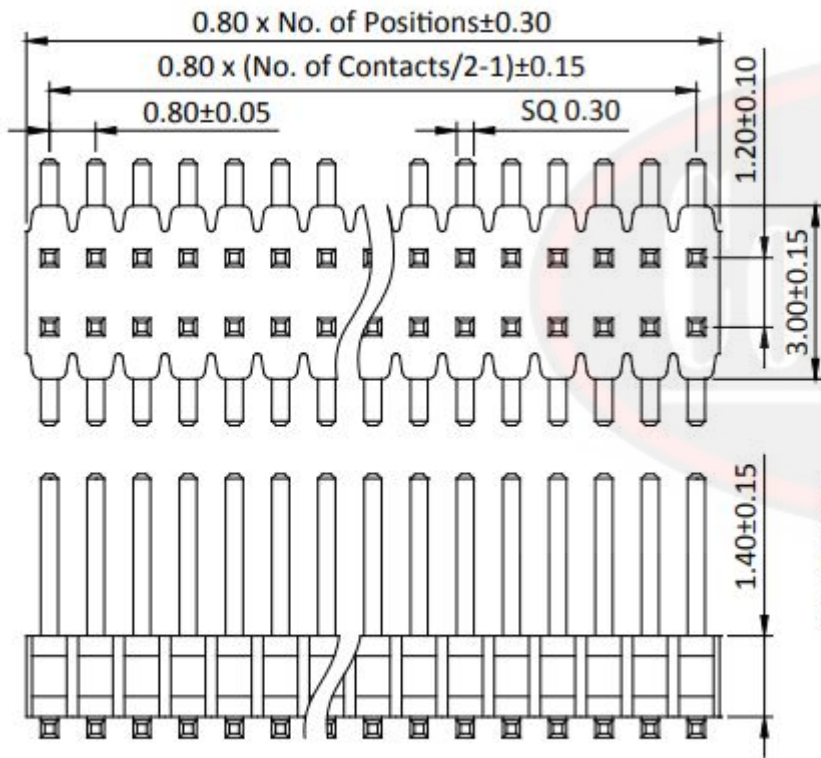 0.80 x No. of Positions±0.30
0.80 x (No. of Contacts/2-1)±0.15
0.80±0.05
SQ 0.30
1.20±0.10
3.00±0.15
1.40±0.15